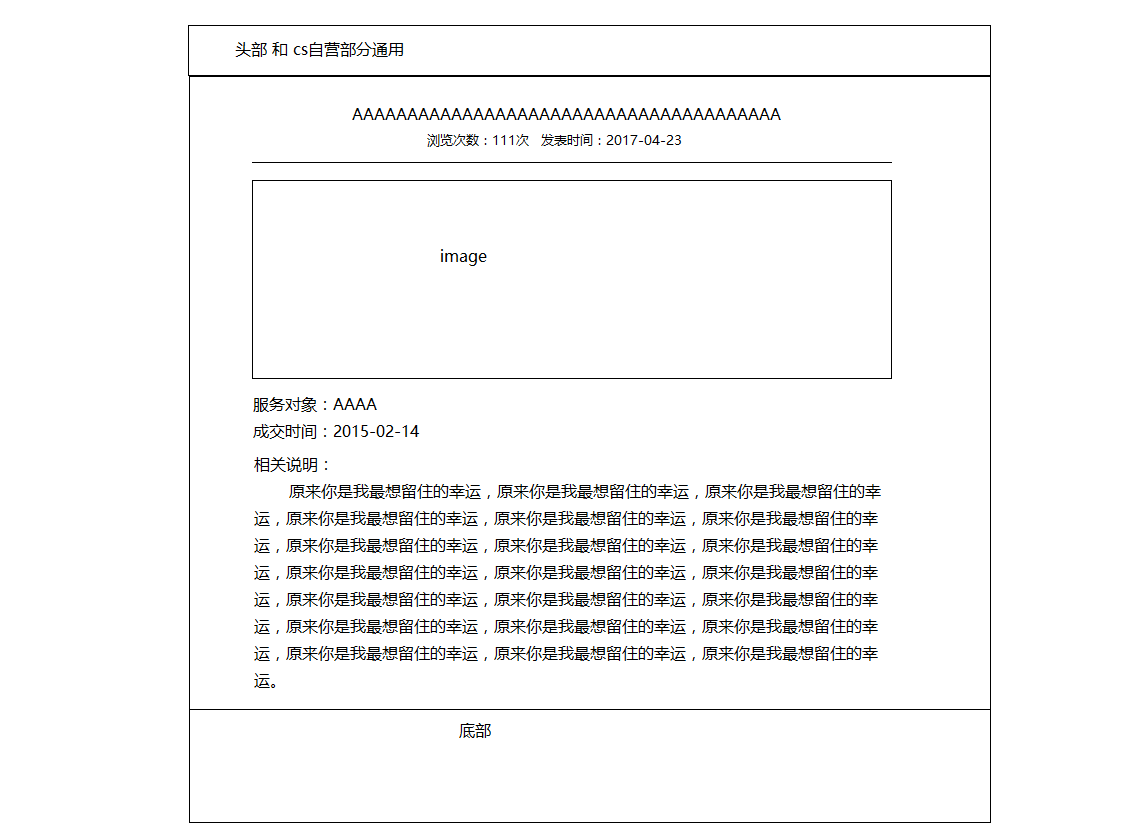 头部 和 cs自营部分通用
AAAAAAAAAAAAAAAAAAAAAAAAAAAAAAAAAAAAAAA
浏览次数：111次 发表时间：2017-04-23
image
服务对象：AAAA
成交时间：2015-02-14
相关说明：
原来你是我最想留住的幸运，原来你是我最想留住的幸运，原来你是我最想留住的幸
运，原来你是我最想留住的幸运，原来你是我最想留住的幸运，原来你是我最想留住的幸
运，原来你是我最想留住的幸运，原来你是我最想留住的幸运，原来你是我最想留住的幸
运，原来你是我最想留住的幸运，原来你是我最想留住的幸运，原来你是我最想留住的幸
运，原来你是我最想留住的幸运，原来你是我最想留住的幸运，原来你是我最想留住的幸
运，原来你是我最想留住的幸运，原来你是我最想留住的幸运，原来你是我最想留住的幸
运，原来你是我最想留住的幸运，原来你是我最想留住的幸运，原来你是我最想留住的幸
运。
底部